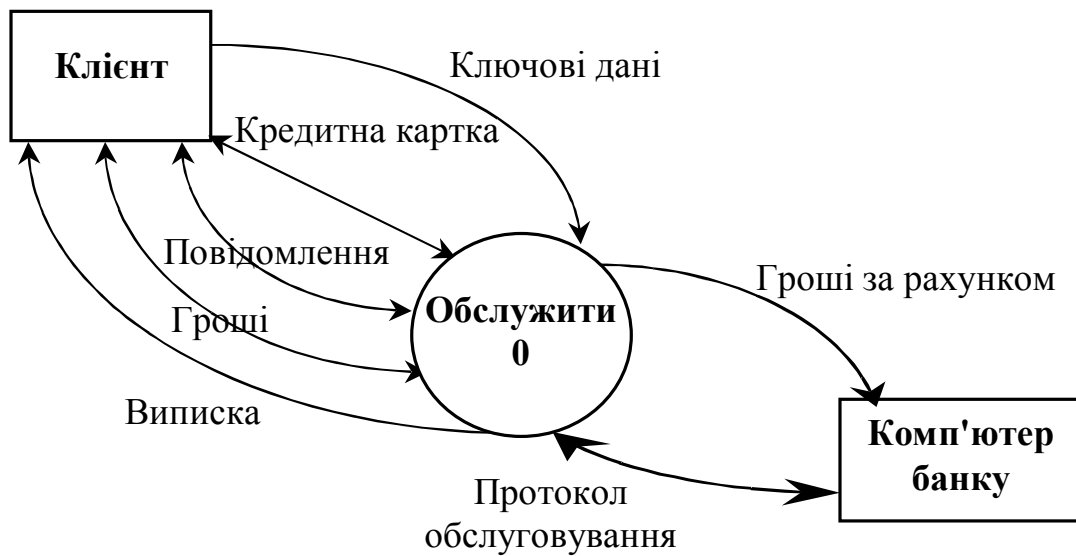 Клієнт
Ключові дані
Кредитна картка
Повідомлення
Гроші за рахунком
Обслужити
0
Гроші
Виписка
Комп'ютер
банку
Протокол
обслуговування